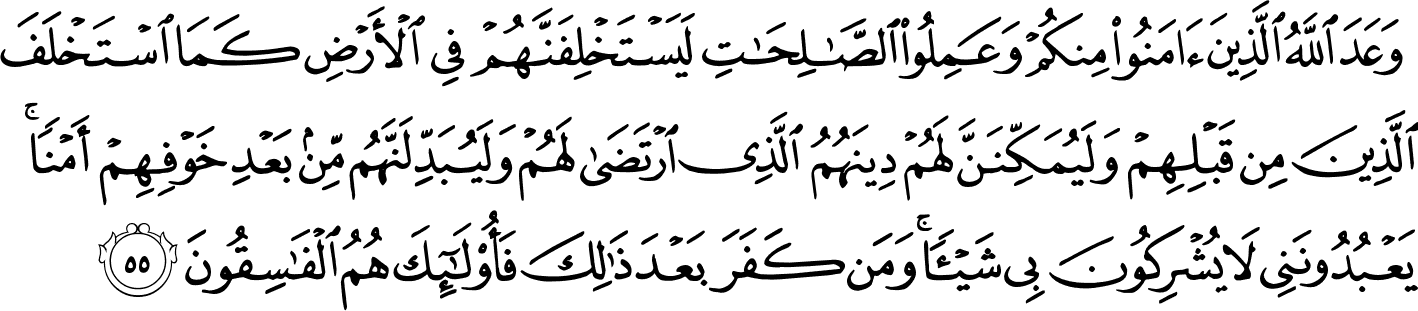 وَعَدَ ٱللَّهُ ٱلَّذِينَ ءَامَنُوا۟ مِنكُمْ وَعَمِلُوا۟ ٱلصَّـٰلِحَـٰتِ لَيَسْتَخْلِفَنَّهُمْ فِى ٱلْأَرْضِ كَمَا ٱسْتَخْلَفَ
ٱلَّذِينَ مِن قَبْلِهِمْ وَلَيُمَكِّنَنَّ لَهُمْ دِينَهُمُ ٱلَّذِى ٱرْتَضَىٰ لَهُمْ وَلَيُبَدِّلَنَّهُم مِّنۢ بَعْدِ خَوْفِهِمْ أَمْنًا ۚ
يَعْبُدُونَنِى لَا يُشْرِكُونَ بِى شَيْـًٔا ۚ وَمَن كَفَرَ بَعْدَ ذَٰلِكَ فَأُو۟لَـٰٓئِكَ هُمُ ٱلْفَـٰسِقُونَ ٥٥